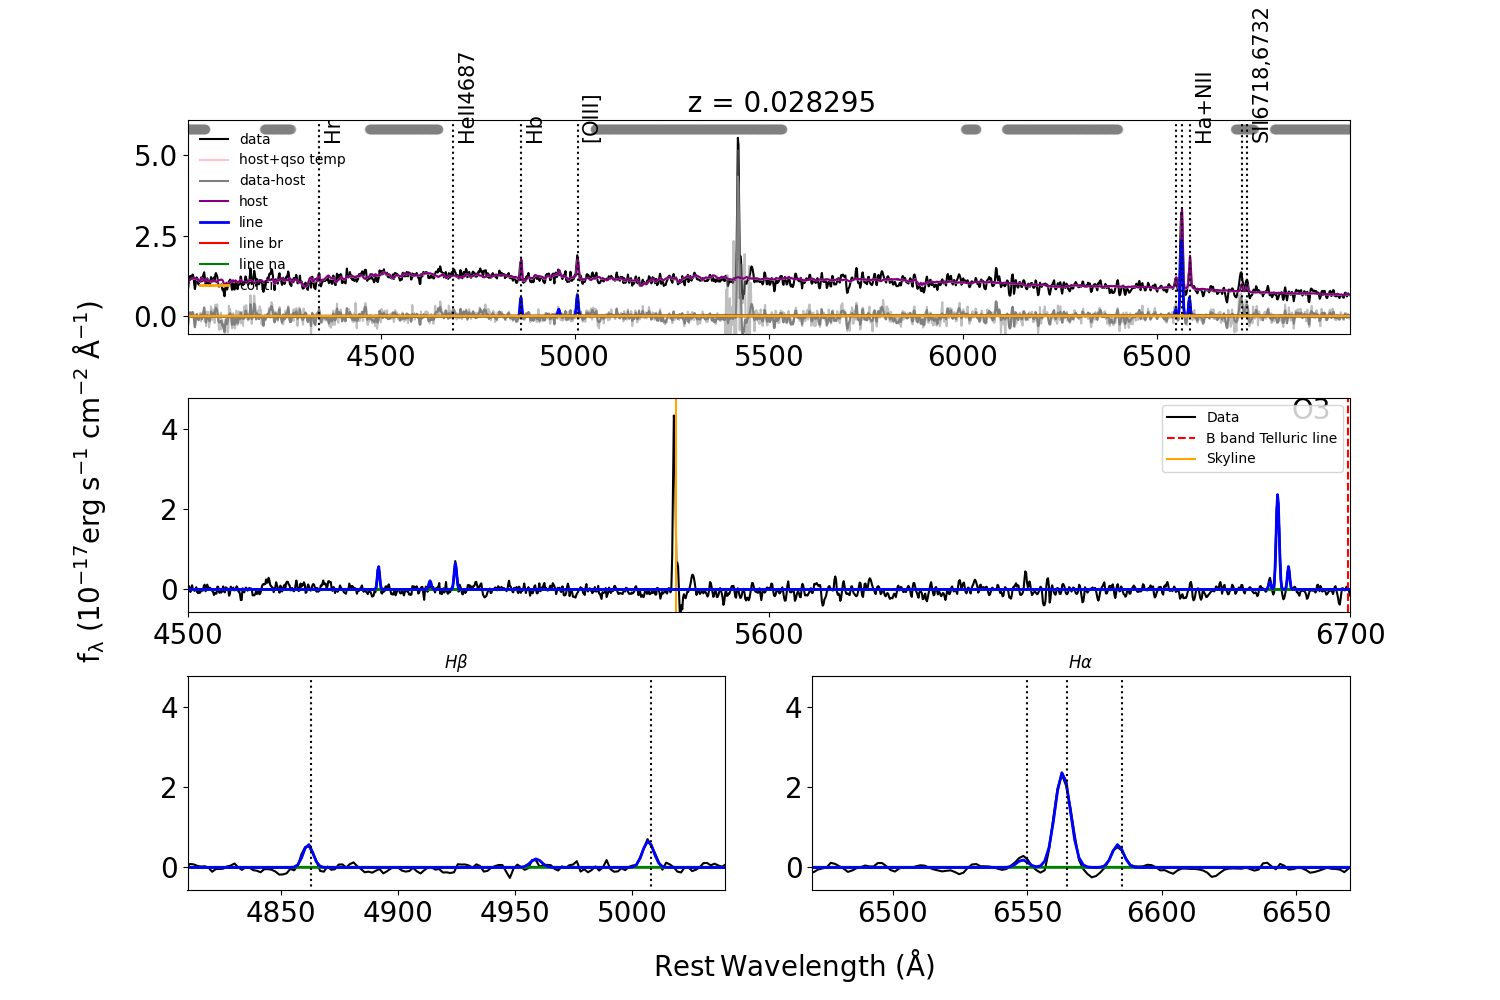 z = 0.028295
Hr
HeII4687
Hb
[OIII]
Ha+NII
SII6718,6732
data
host+qso temp
data-host
host
line
line br
line na
conti
5.0
2.5
0.0
4500 5000 5500 6000 6500
O3
Data
B band Telluric line
Skyline
4
2
0
4500 5600 6700
fλ (10⁻¹⁷erg s⁻¹ cm⁻² Å⁻¹)
Hβ
4
2
0
4850 4900 4950 5000
Hα
4
2
0
6500 6550 6600 6650
Rest Wavelength (Å)